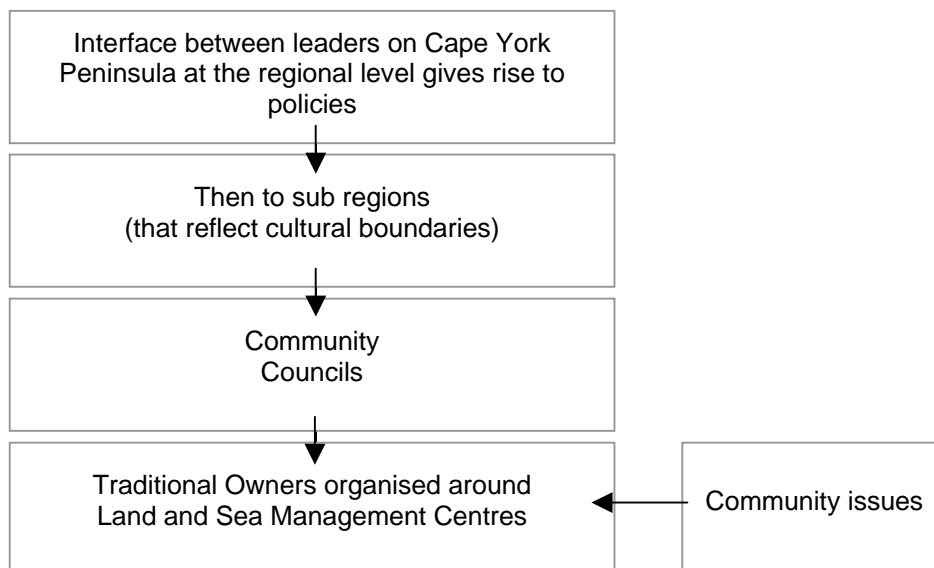 Interface between leaders on Cape York
Peninsula at the regional level gives rise to
policies
Then to sub regions
(that reflect cultural boundaries)
Community
Councils
Traditional Owners organised around
Land and Sea Management Centres
Community issues